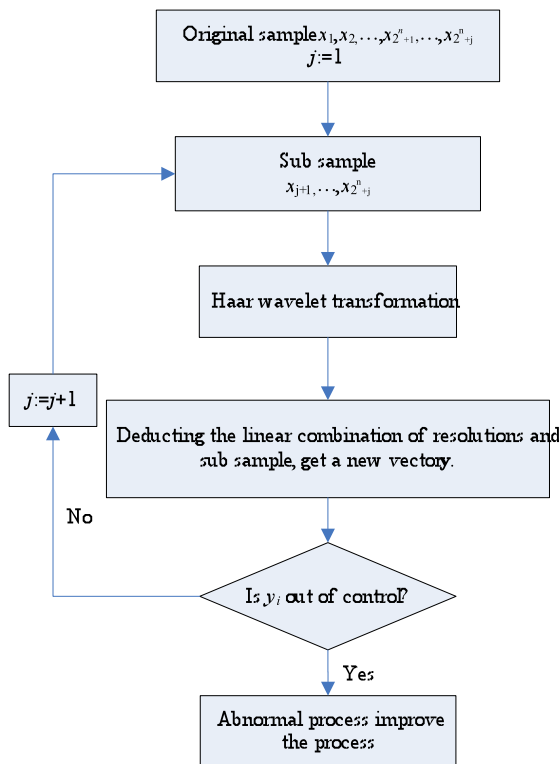 Original sample x₁,x₂,…,x₂ⁿ₊₁,…,x₂ⁿ₊ⱼ
j:=1
Sub sample
xⱼ₊₁,…,x₂ⁿ₊ⱼ
Haar wavelet transformation
j:=j+1
Deducting the linear combination of resolutions and
sub sample, get a new vectory.
No
Is yᵢ out of control?
Yes
Abnormal process improve
the process